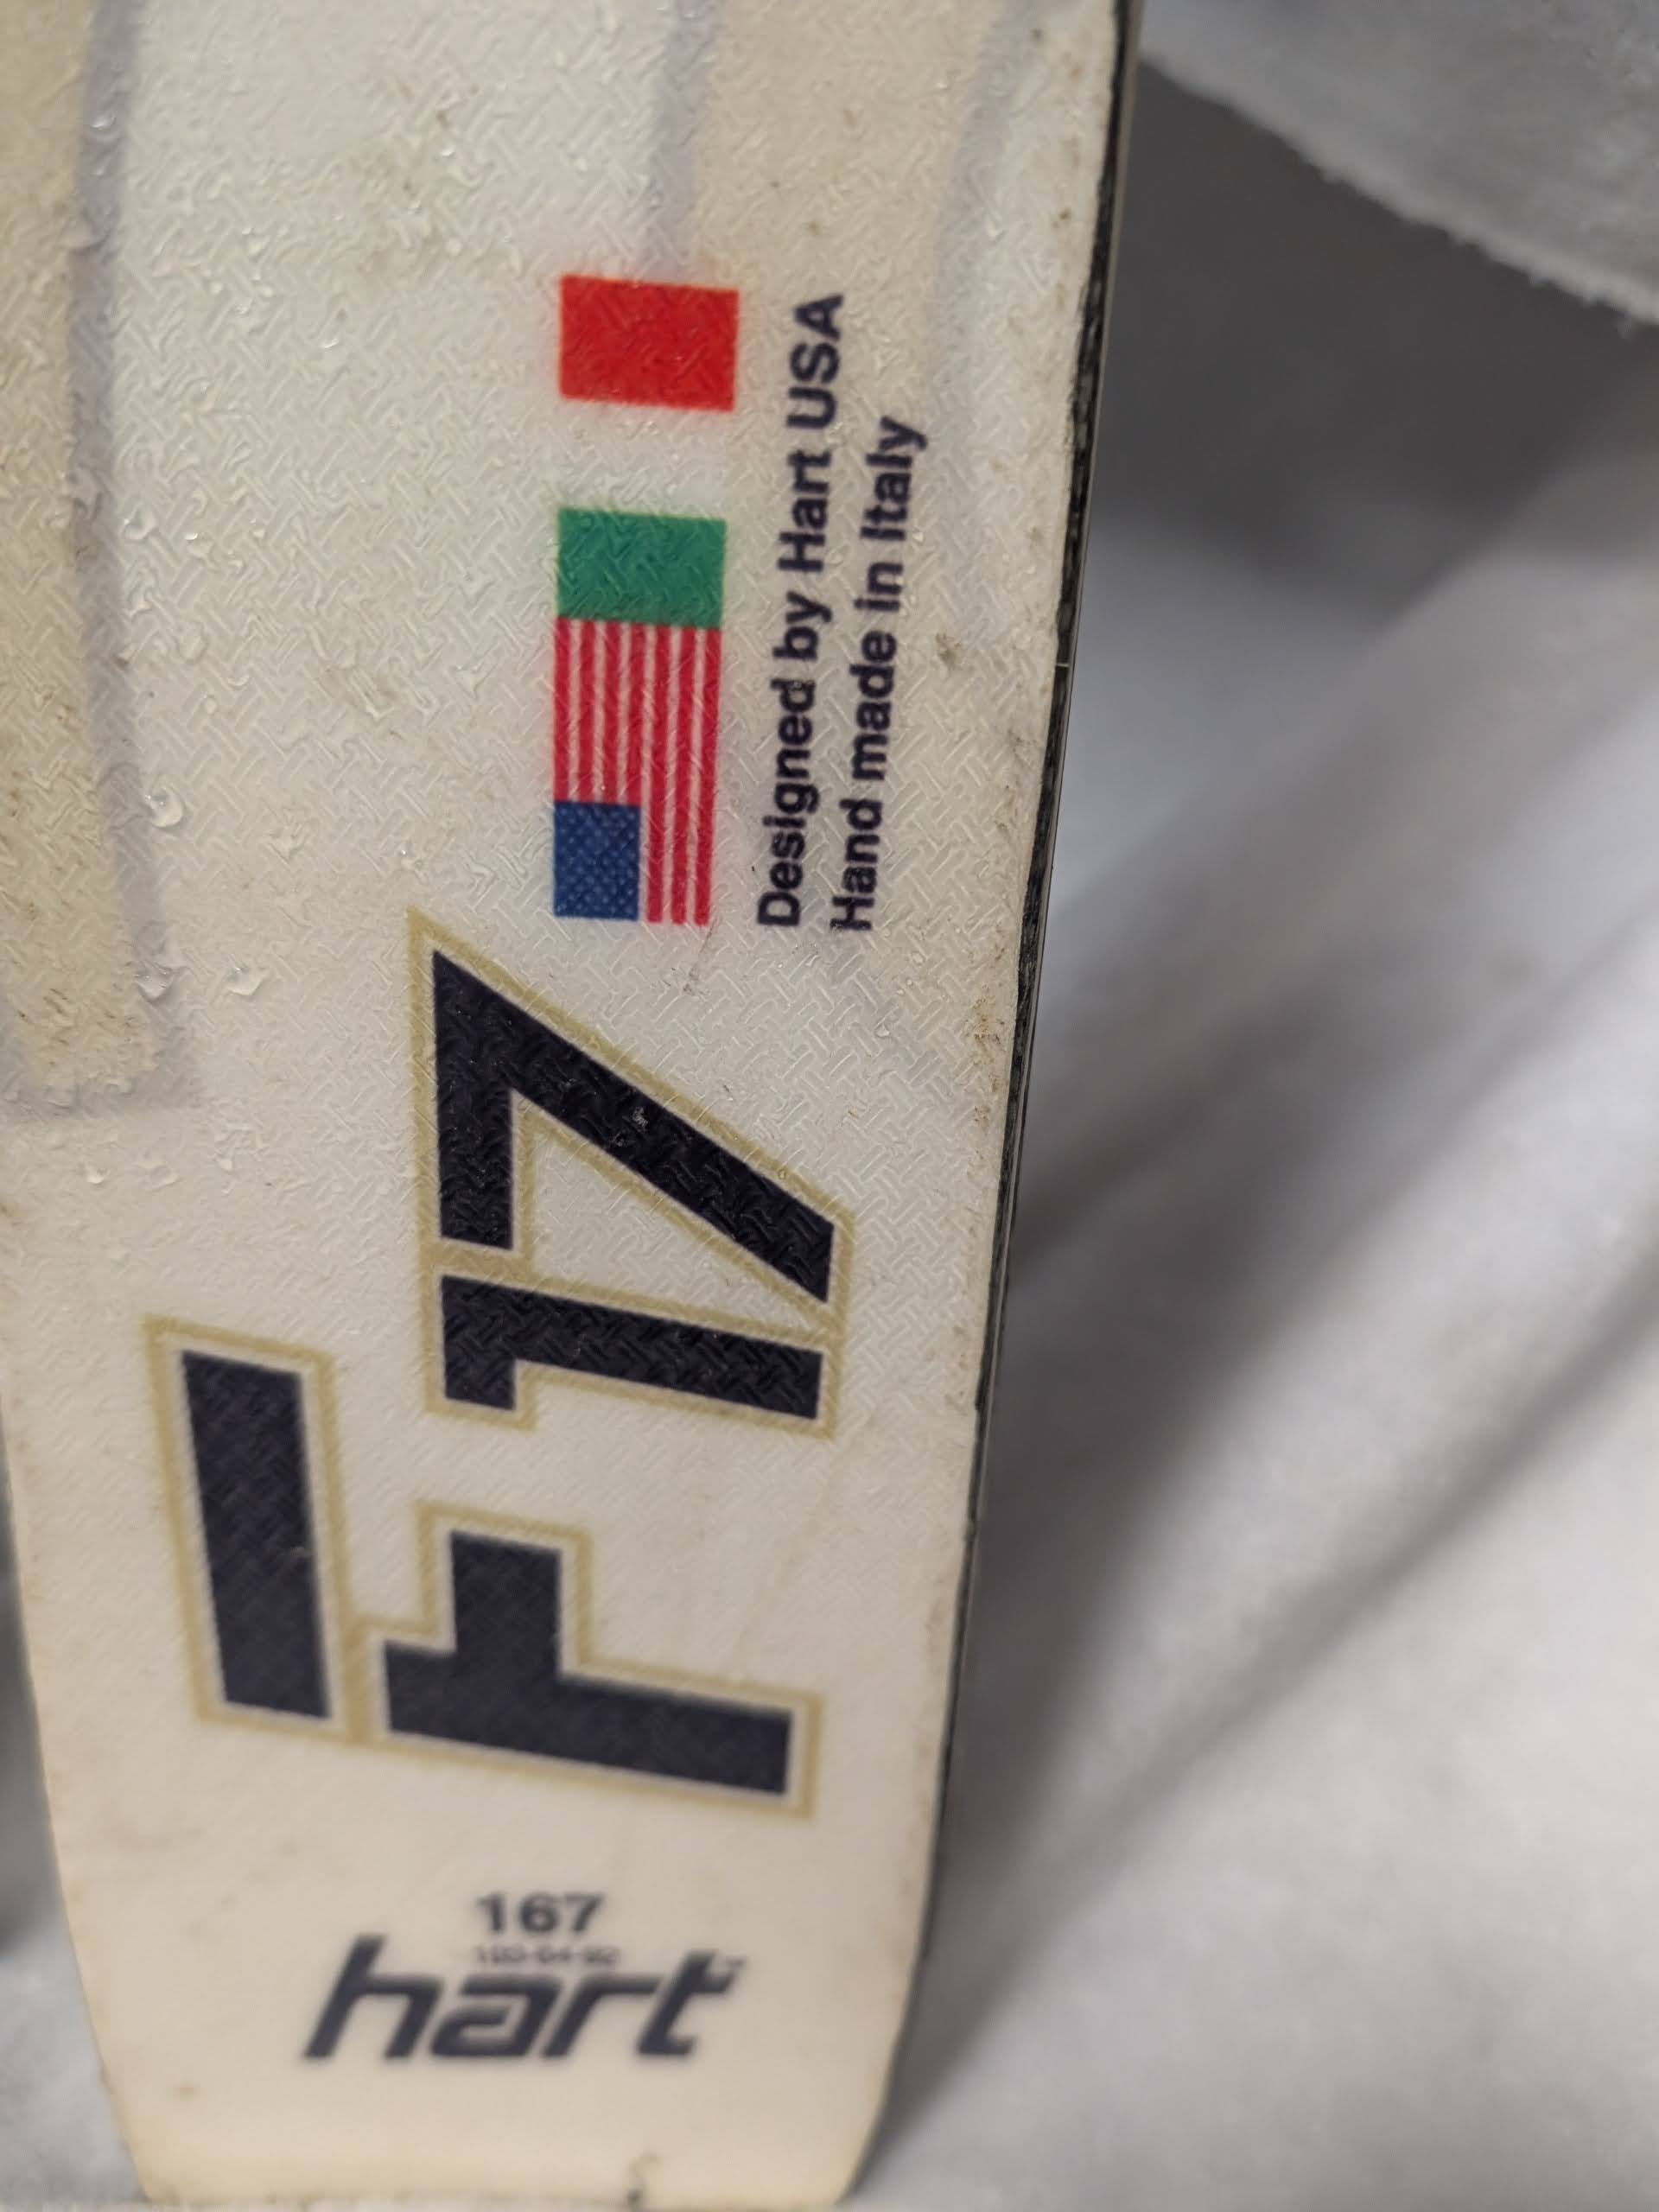 Designed by Hart USA
Hand made in Italy
F17
167
hart